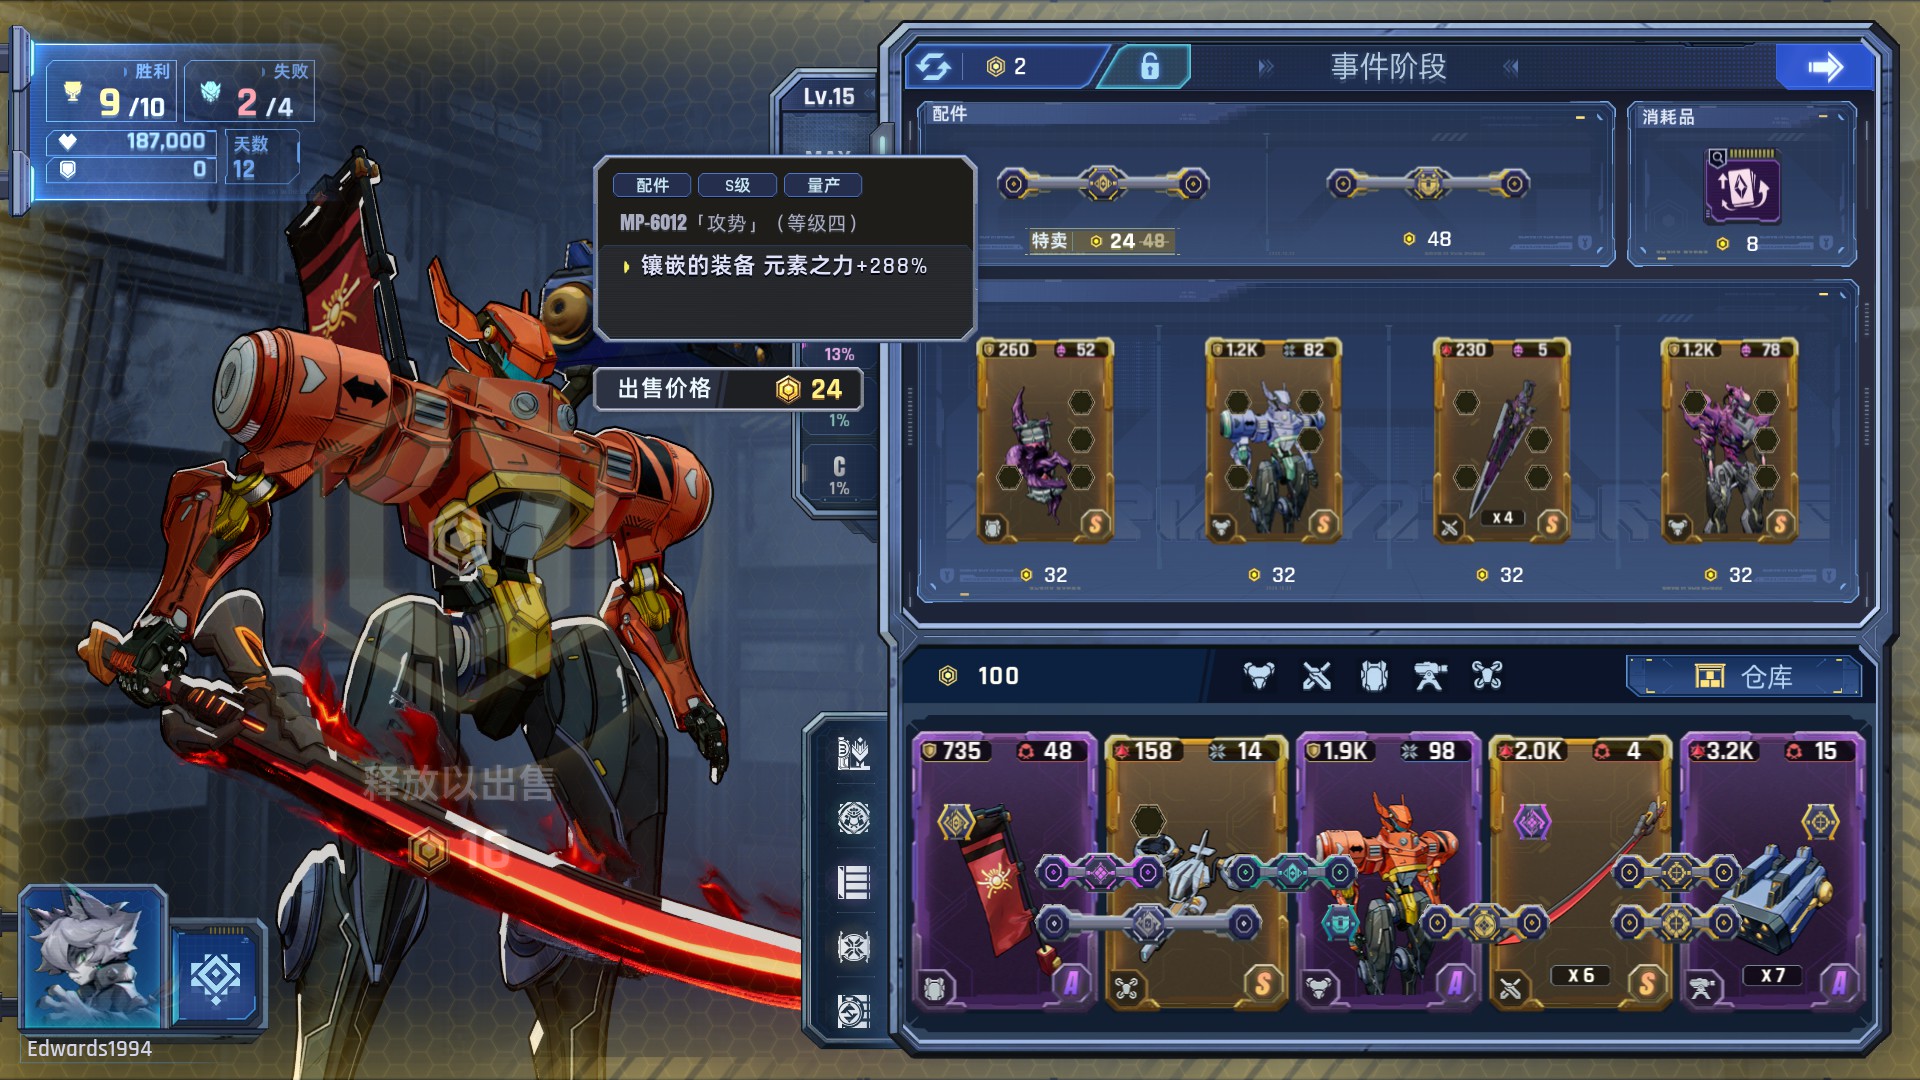 胜利
9/10
失败
2/4
187,000
0
天数
12
Lv.15
MAX
配件
S级
量产
MP-6012「攻势」（等级四）
镶嵌的装备 元素之力+288%
13%
出售价格
24
1%
C
1%
释放以出售
16
Edwards1994
2
事件阶段
配件
特卖
24 48
48
消耗品
8
260
52
S
32
1.2K
82
S
32
230
5
x4
S
32
1.2K
78
S
32
100
仓库
735
48
A
158
14
S
1.9K
98
A
2.0K
4
x6
S
3.2K
15
x7
A